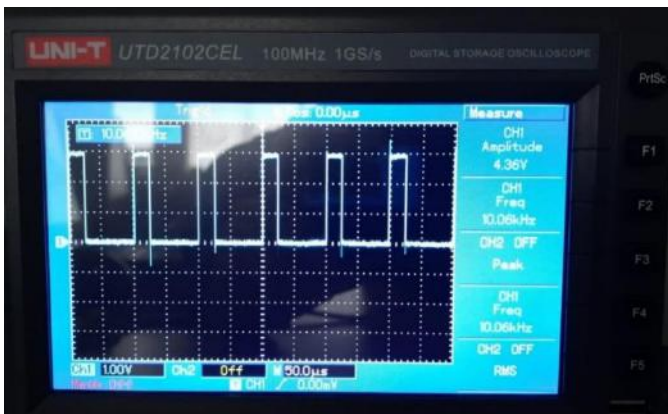 UNI-T UTD2102CEL 100MHz 1GS/s DIGITAL STORAGE OSCILLOSCOPE
PrtSc
0.00µs
Measure
CH1
Amplitude
4.36V
F1
CH1
Freq
10.06kHz
F2
CH2 OFF
Peak
F3
CH1
Freq
10.06kHz
F4
CH2 OFF
RMS
F5
CH1 1.00V Ch2 Off M 50.0µs
CH1 0.00mV